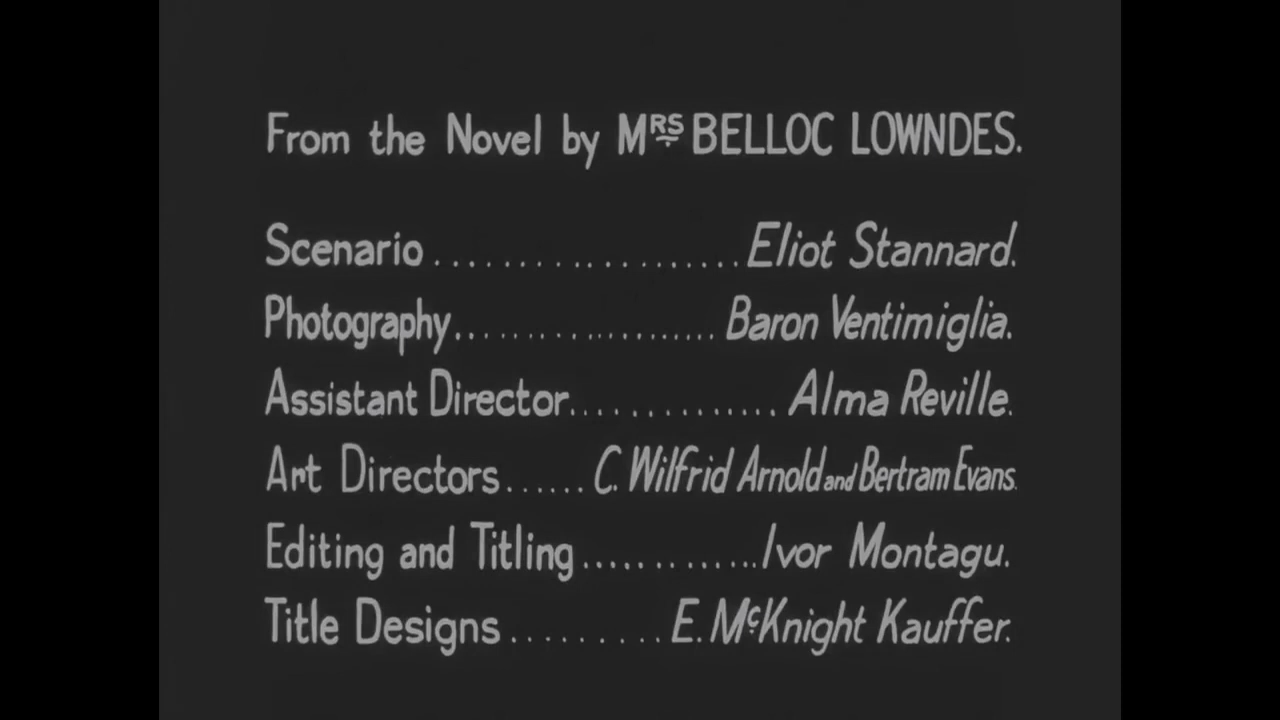 From the Novel by MRS BELLOC LOWNDES.
Scenario.................... Eliot Stannard.
Photography................... Baron Ventimiglia.
Assistant Director.............. Alma Reville.
Art Directors...... C. Wilfrid Arnold and Bertram Evans.
Editing and Titling............. Ivor Montagu.
Title Designs.......... E. McKnight Kauffer.